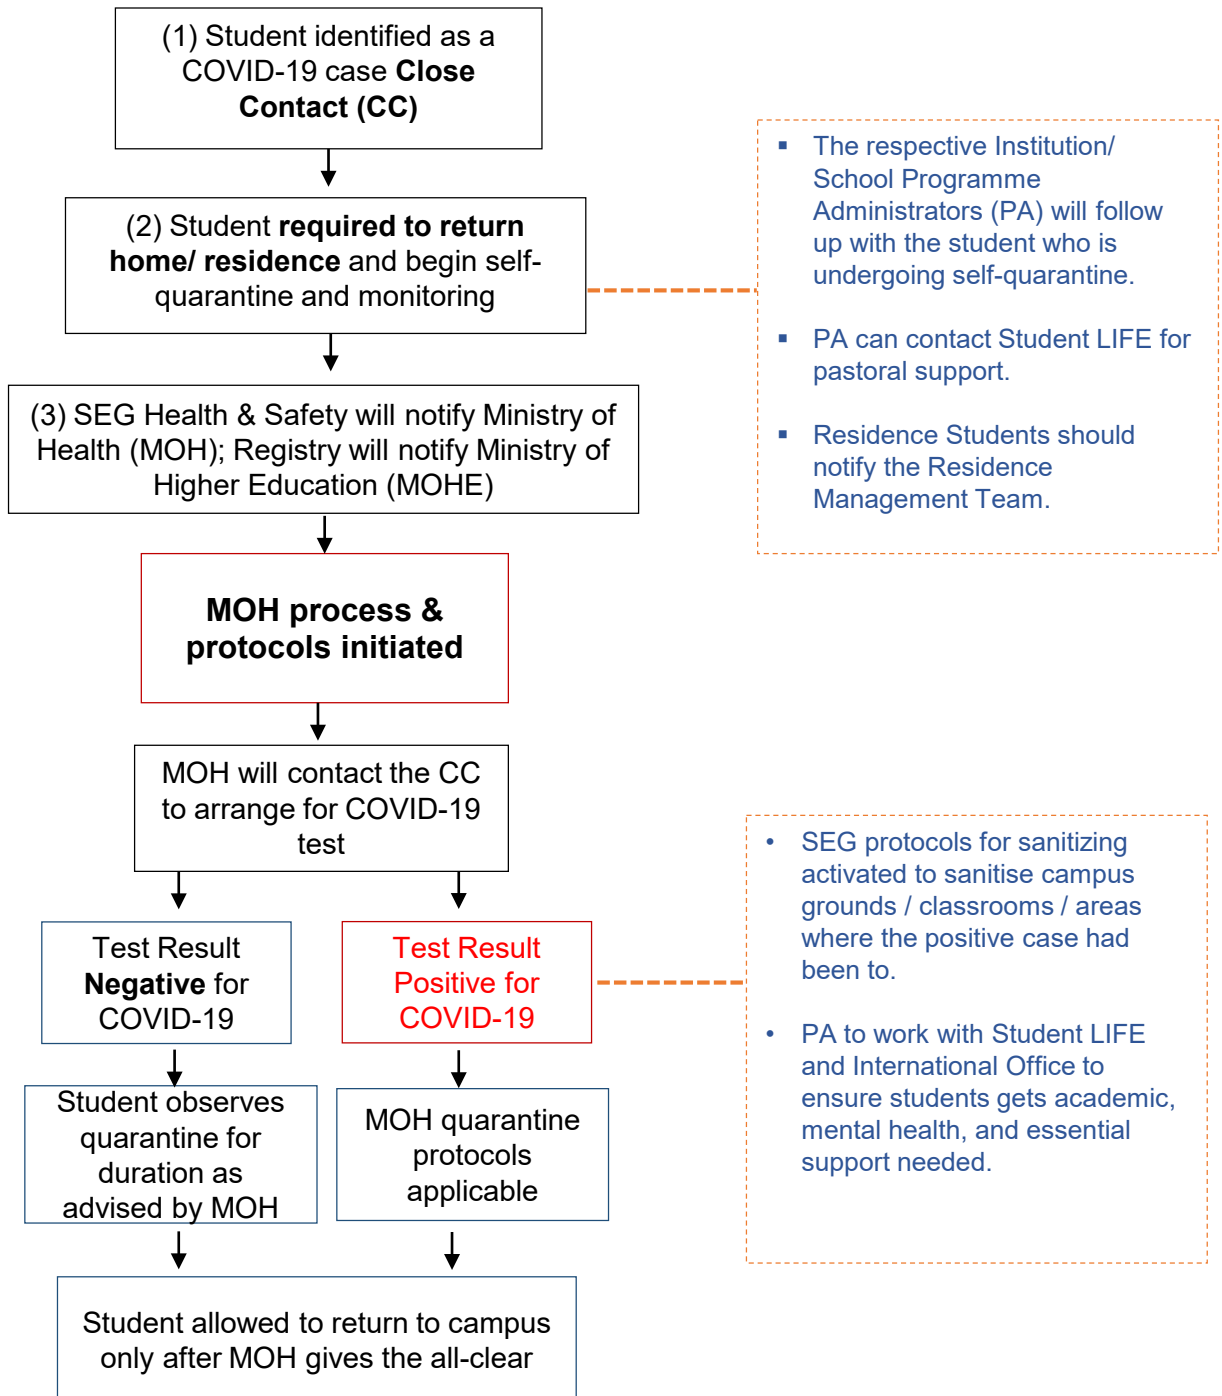 (1) Student identified as a
COVID-19 case Close
Contact (CC)
(2) Student required to return
home/ residence and begin self-
quarantine and monitoring
▪ The respective Institution/
School Programme
Administrators (PA) will follow
up with the student who is
undergoing self-quarantine.
▪ PA can contact Student LIFE for
pastoral support.
▪ Residence Students should
notify the Residence
Management Team.
(3) SEG Health & Safety will notify Ministry of
Health (MOH); Registry will notify Ministry of
Higher Education (MOHE)
MOH process &
protocols initiated
MOH will contact the CC
to arrange for COVID-19
test
Test Result
Negative for
COVID-19
Test Result
Positive for
COVID-19
• SEG protocols for sanitizing
activated to sanitise campus
grounds / classrooms / areas
where the positive case had
been to.
• PA to work with Student LIFE
and International Office to
ensure students gets academic,
mental health, and essential
support needed.
Student observes
quarantine for
duration as
advised by MOH
MOH quarantine
protocols
applicable
Student allowed to return to campus
only after MOH gives the all-clear